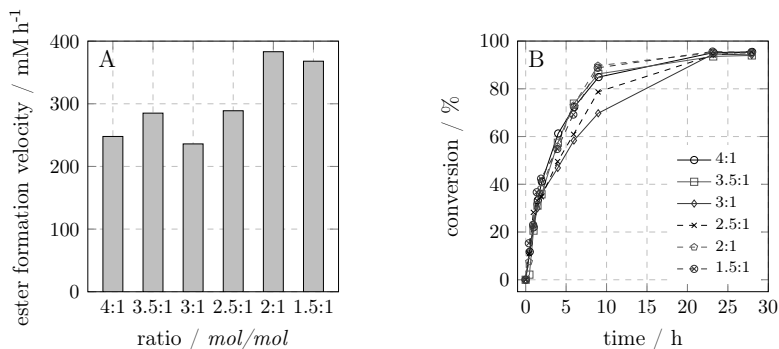 A
400
300
200
100
0
4:1 3.5:1 3:1 2.5:1 2:1 1.5:1
ratio / mol/mol
ester formation velocity / mM h-1
B
100
80
60
40
20
0
0 5 10 15 20 25 30
time / h
conversion / %
4:1
3.5:1
3:1
2.5:1
2:1
1.5:1